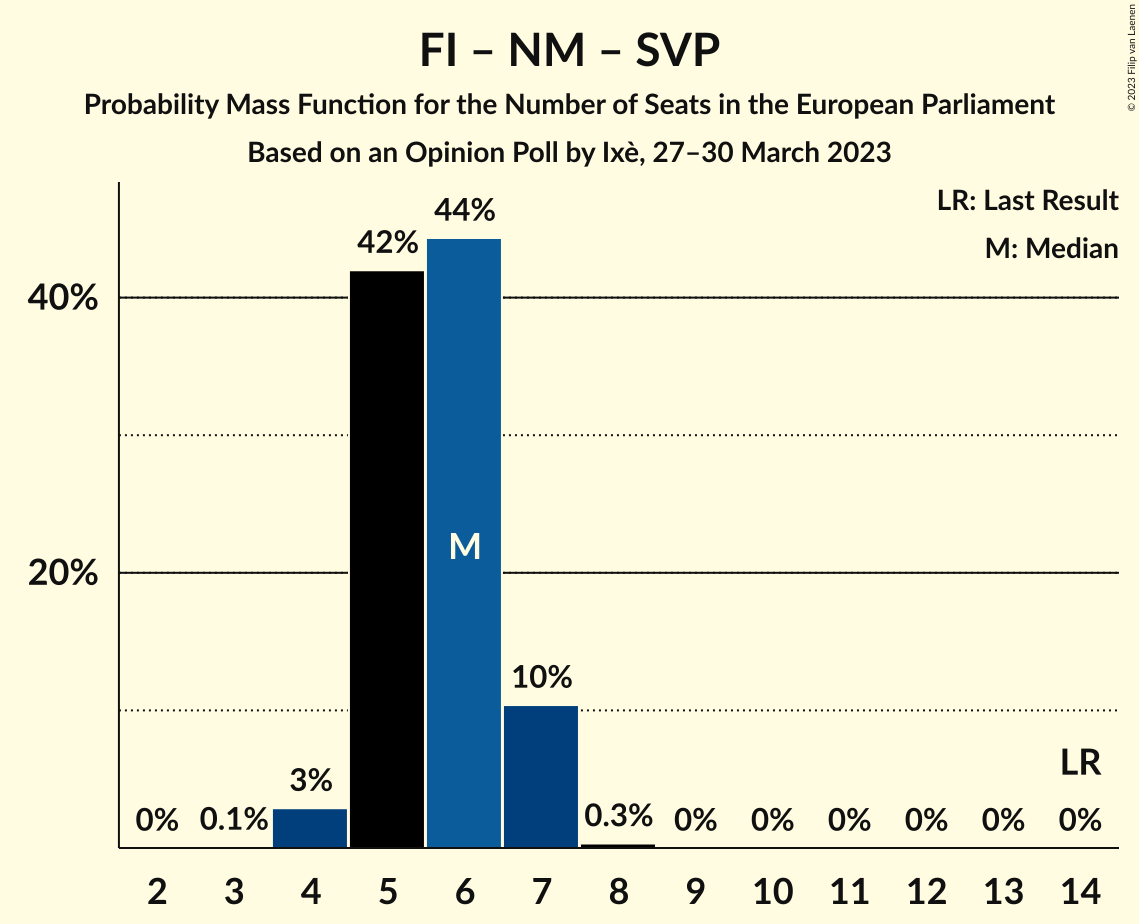 FI – NM – SVP
Probability Mass Function for the Number of Seats in the European Parliament
Based on an Opinion Poll by Ixè, 27–30 March 2023
© 2023 Filip van Laenen
LR: Last Result
M: Median
40%
20%
0%
0.1%
3%
42%
44%
10%
0.3%
0%
0%
0%
0%
0%
0%
M
LR
2 3 4 5 6 7 8 9 10 11 12 13 14